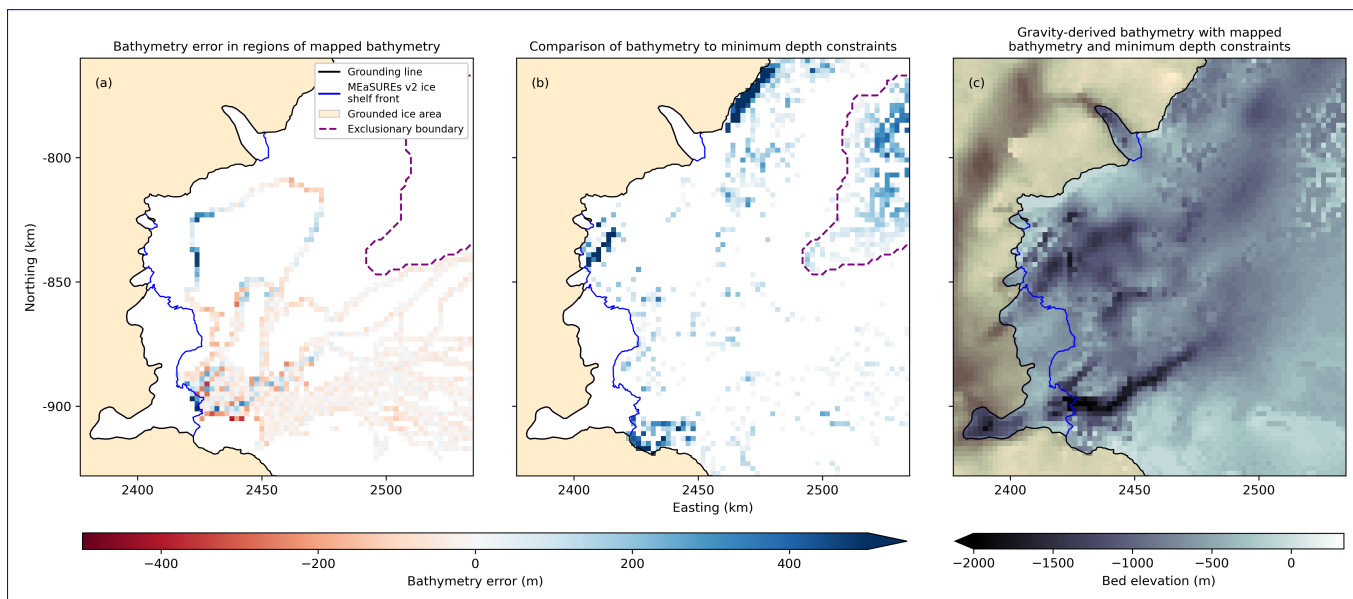 Bathymetry error in regions of mapped bathymetry
Comparison of bathymetry to minimum depth constraints
Gravity-derived bathymetry with mapped
bathymetry and minimum depth constraints
(a)
Grounding line
MEaSUREs v2 ice
shelf front
Grounded ice area
Exclusionary boundary
(b)
(c)
Northing (km)
-800
-850
-900
2400
2450
2500
2400
2450
2500
2400
2450
2500
Easting (km)
−400
−200
0
200
400
Bathymetry error (m)
−2000
−1500
−1000
−500
0
Bed elevation (m)